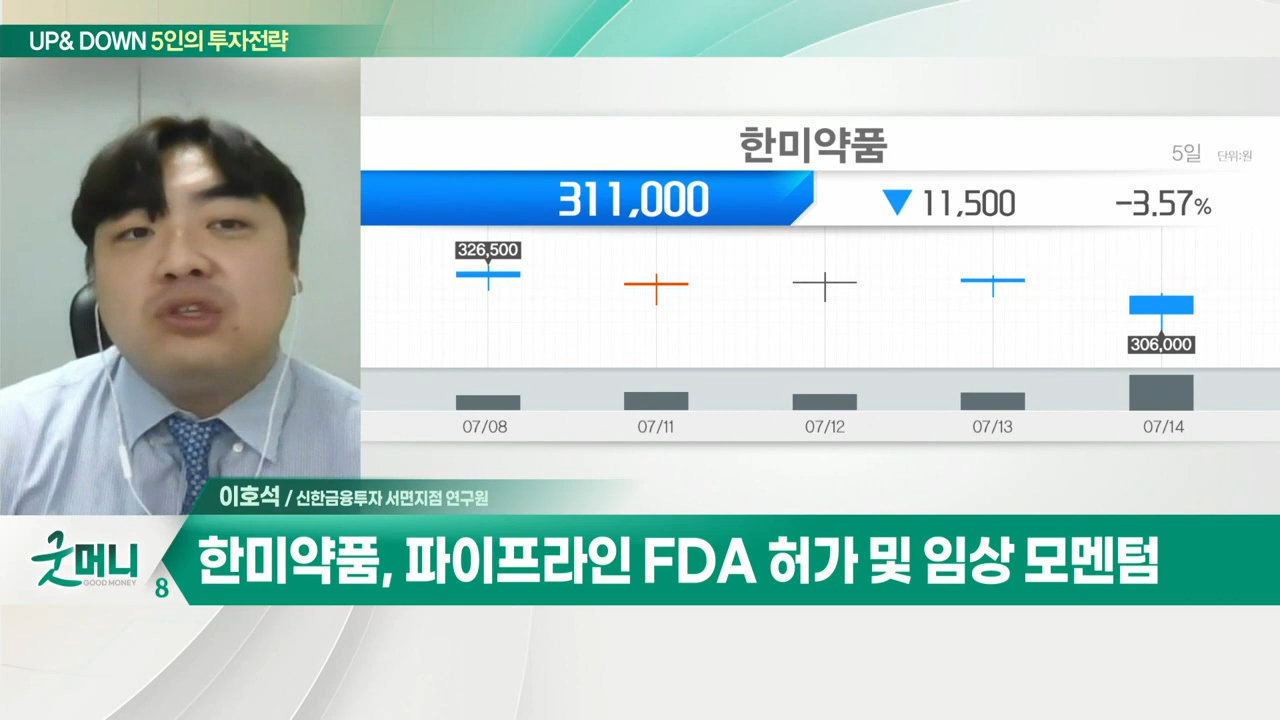 UP& DOWN 5인의 투자전략
한미약품
5일 단위:원
311,000 ▼ 11,500 -3.57%
326,500
306,000
07/08 07/11 07/12 07/13 07/14
이호석 / 신한금융투자 서면지점 연구원
굿머니
GOOD MONEY
8
한미약품, 파이프라인 FDA 허가 및 임상 모멘텀